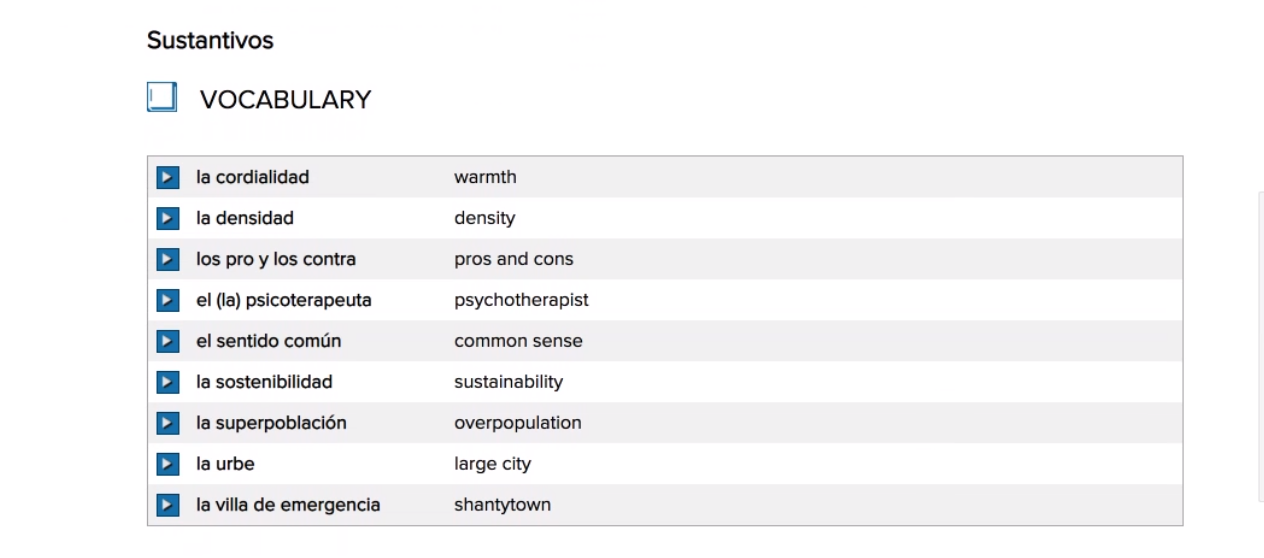 Sustantivos
VOCABULARY
la cordialidad warmth
la densidad density
los pro y los contra pros and cons
el (la) psicoterapeuta psychotherapist
el sentido común common sense
la sostenibilidad sustainability
la superpoblación overpopulation
la urbe large city
la villa de emergencia shantytown